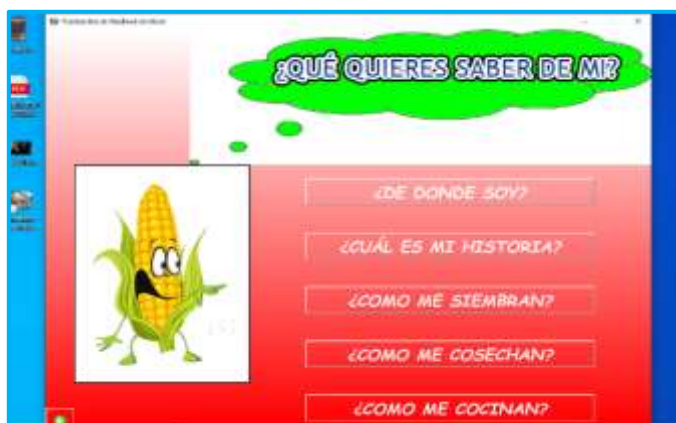 ¿QUÉ QUIERES SABER DE MI?
¿DE DONDE SOY?
¿CUÁL ES MI HISTORIA?
¿COMO ME SIEMBRAN?
¿COMO ME COSECHAN?
¿COMO ME COCINAN?